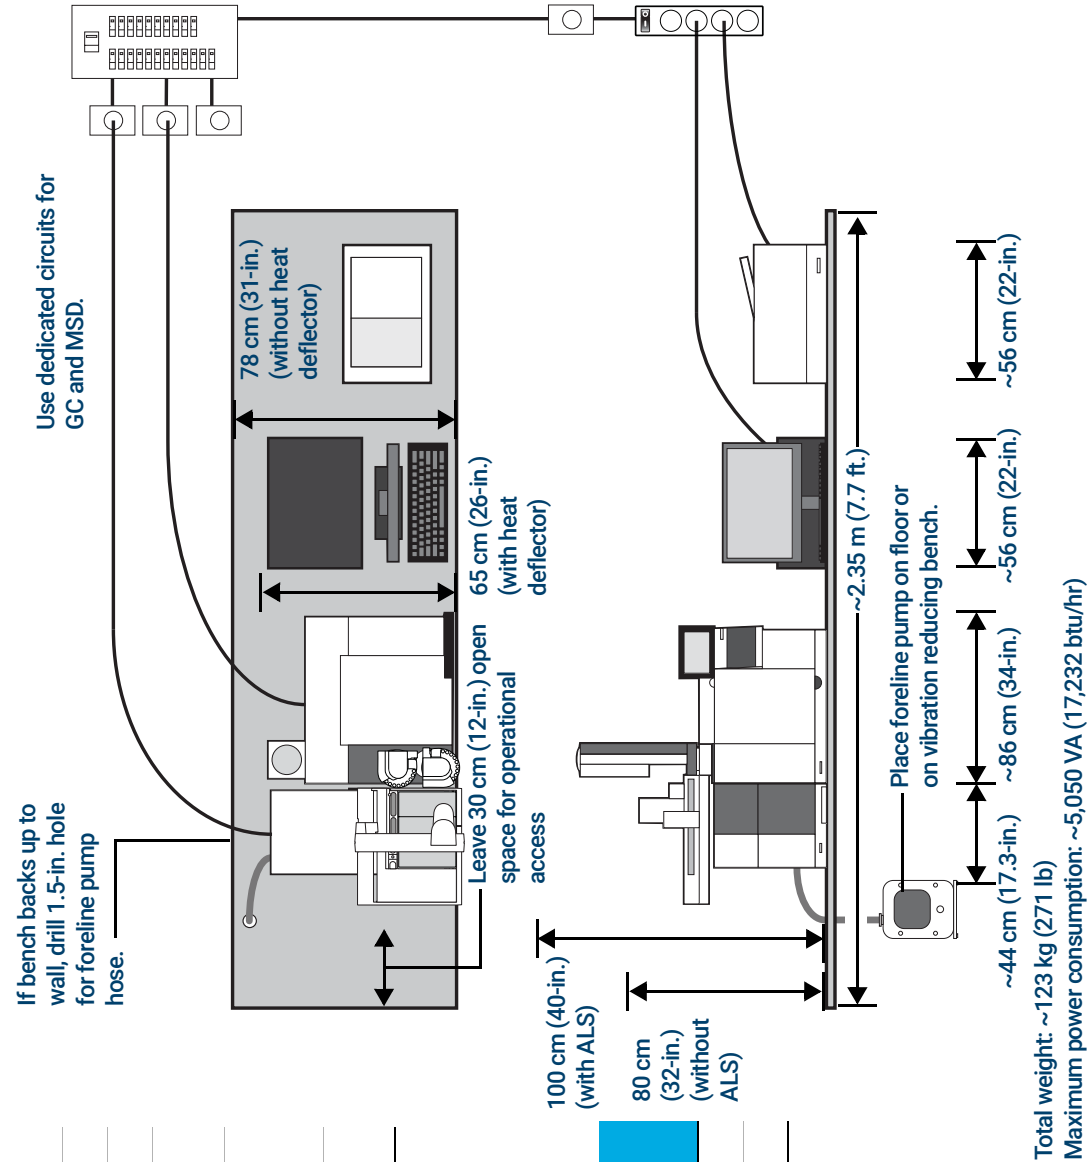 If bench backs up to
wall, drill 1.5-in. hole
for foreline pump
hose.
Use dedicated circuits for
GC and MSD.
78 cm (31-in.)
(without heat
deflector)
65 cm (26-in.)
(with heat
deflector)
Leave 30 cm (12-in.) open
space for operational
access
100 cm (40-in.)
(with ALS)
80 cm
(32-in.)
(without
ALS)
~2.35 m (7.7 ft.)
Place foreline pump on floor or
on vibration reducing bench.
~44 cm (17.3-in.)
~86 cm (34-in.)
~56 cm (22-in.)
~56 cm (22-in.)
Total weight: ~123 kg (271 lb)
Maximum power consumption: ~5,050 VA (17,232 btu/hr)